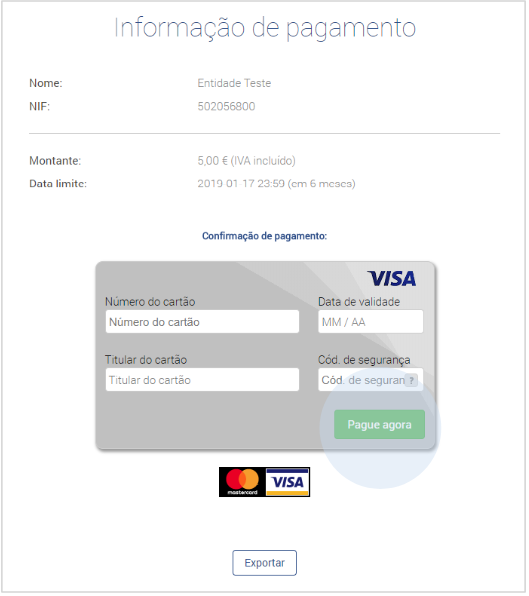 Informação de pagamento
Nome: Entidade Teste
NIF: 502056800
Montante: 5,00 € (IVA incluído)
Data limite: 2019-01-17 23:59 (em 6 meses)
Confirmação de pagamento:
VISA
Número do cartão Data de validade
Número do cartão MM / AA
Titular do cartão Cód. de segurança
Titular do cartão Cód. de seguran ?
Pague agora
mastercard VISA
Exportar